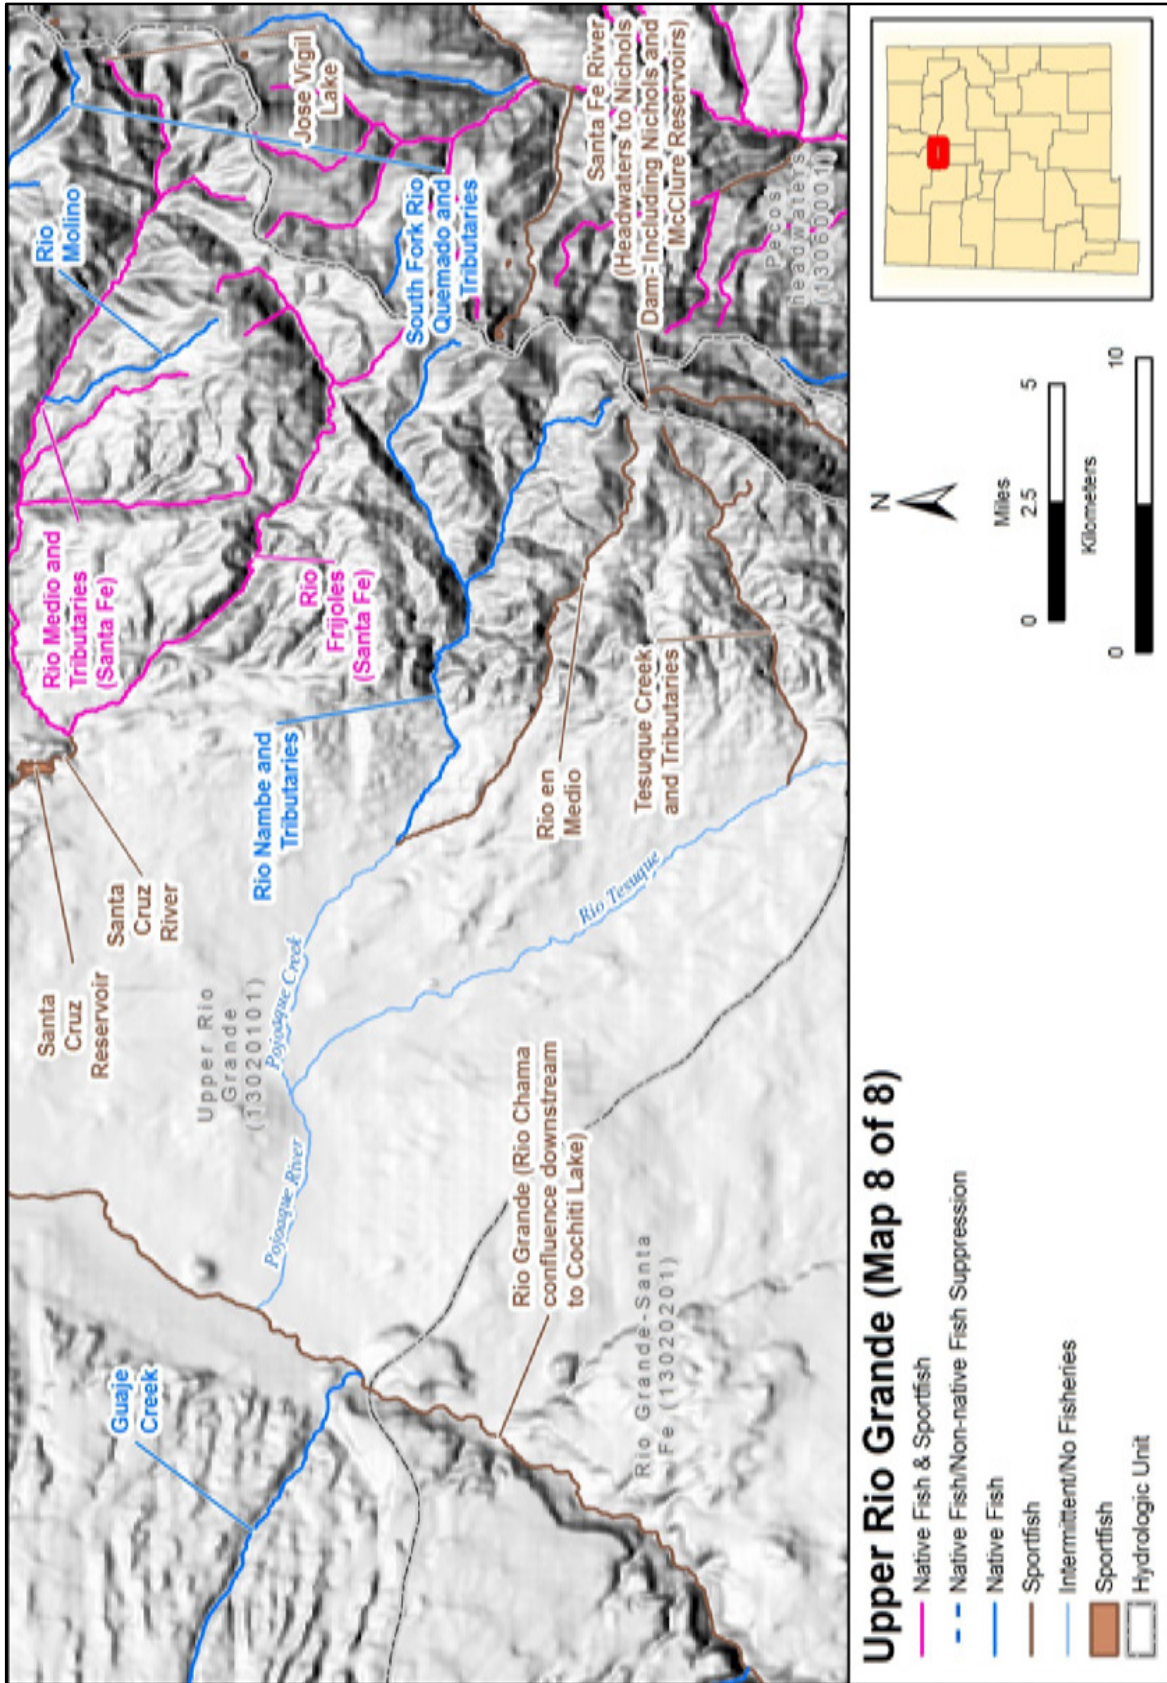 Rio
Molino
Jose Vigil
Lake
South Fork Rio
Quemado and
Tributaries
Santa Fe River
(Headwaters to Nichols
Dam- Including Nichols and
McClure Reservoirs)
Pecos
headwaters
(13060001)
Rio Medio and
Tributaries
(Santa Fe)
Rio
Frijoles
(Santa Fe)
Rio Nambe and
Tributaries
Rio en
Medio
Tesuque Creek
and Tributaries
Santa
Cruz
Reservoir
Santa
Cruz
River
Upper Rio
Grande
(13020101)
Pojoaque Creek
Rio Tesuque
Pojoaque River
Rio Grande (Rio Chama
confluence downstream
to Cochiti Lake)
Rio Grande-Santa
Fe (13020201)
Guaje
Creek
Upper Rio Grande (Map 8 of 8)
Native Fish & Sportfish
Native Fish/Non-native Fish Suppression
Native Fish
Sportfish
Intermittent/No Fisheries
Sportfish
Hydrologic Unit
N
Miles
0 2.5 5
Kilometers
0 10